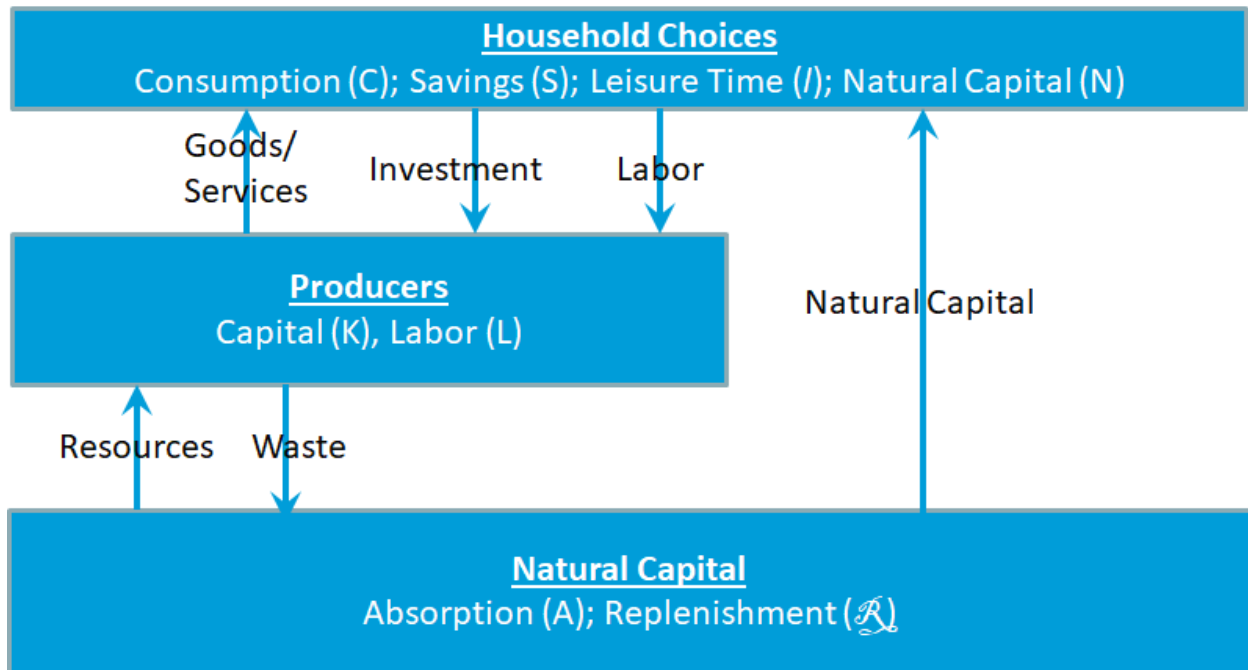 Household Choices
Consumption (C); Savings (S); Leisure Time (l); Natural Capital (N)
Goods/
Services
Investment
Labor
Producers
Capital (K), Labor (L)
Natural Capital
Resources
Waste
Natural Capital
Absorption (A); Replenishment (ℛ)